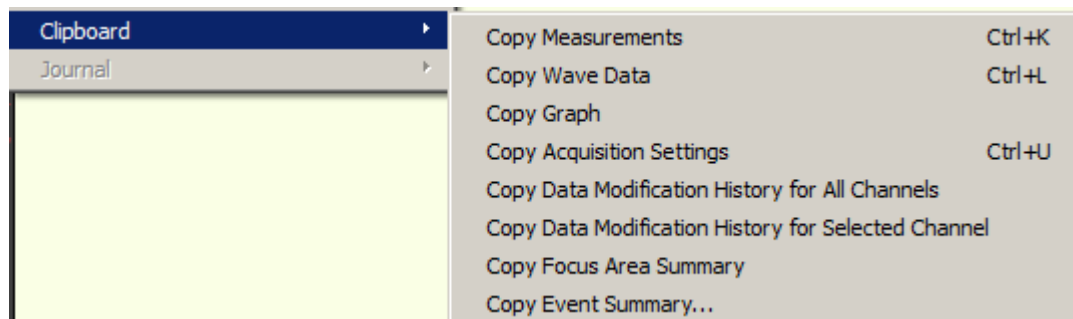 Clipboard
Journal
Copy Measurements Ctrl+K
Copy Wave Data Ctrl+L
Copy Graph
Copy Acquisition Settings Ctrl+U
Copy Data Modification History for All Channels
Copy Data Modification History for Selected Channel
Copy Focus Area Summary
Copy Event Summary...